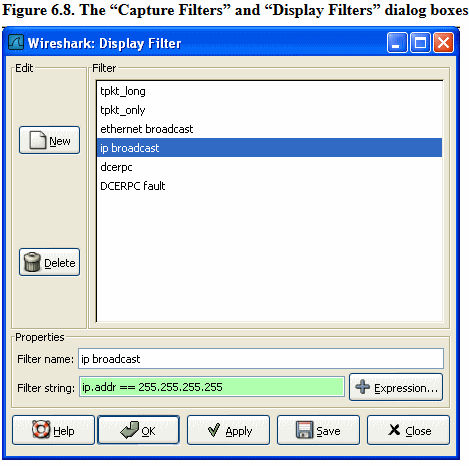 Figure 6.8. The “Capture Filters” and “Display Filters” dialog boxes
Wireshark: Display Filter
Edit
Filter
New
Delete
tpkt_long
tpkt_only
ethernet broadcast
ip broadcast
dcerpc
DCERPC fault
Properties
Filter name: ip broadcast
Filter string: ip.addr == 255.255.255.255 Expression...
Help OK Apply Save Close